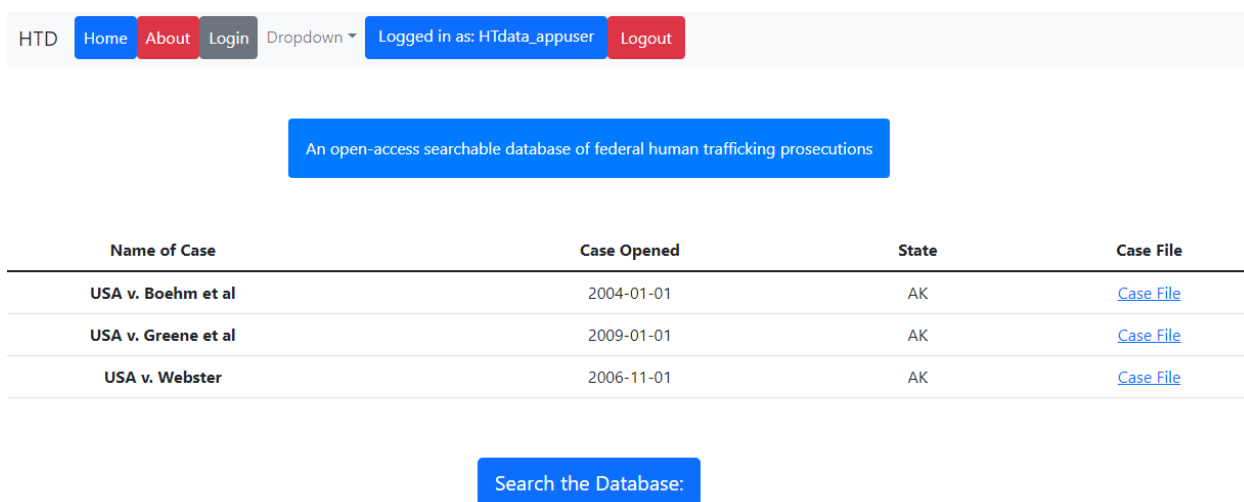 HTD Home About Login Dropdown Logged in as: HTdata_appuser Logout
An open-access searchable database of federal human trafficking prosecutions
Name of Case Case Opened State Case File
USA v. Boehm et al 2004-01-01 AK Case File
USA v. Greene et al 2009-01-01 AK Case File
USA v. Webster 2006-11-01 AK Case File
Search the Database: